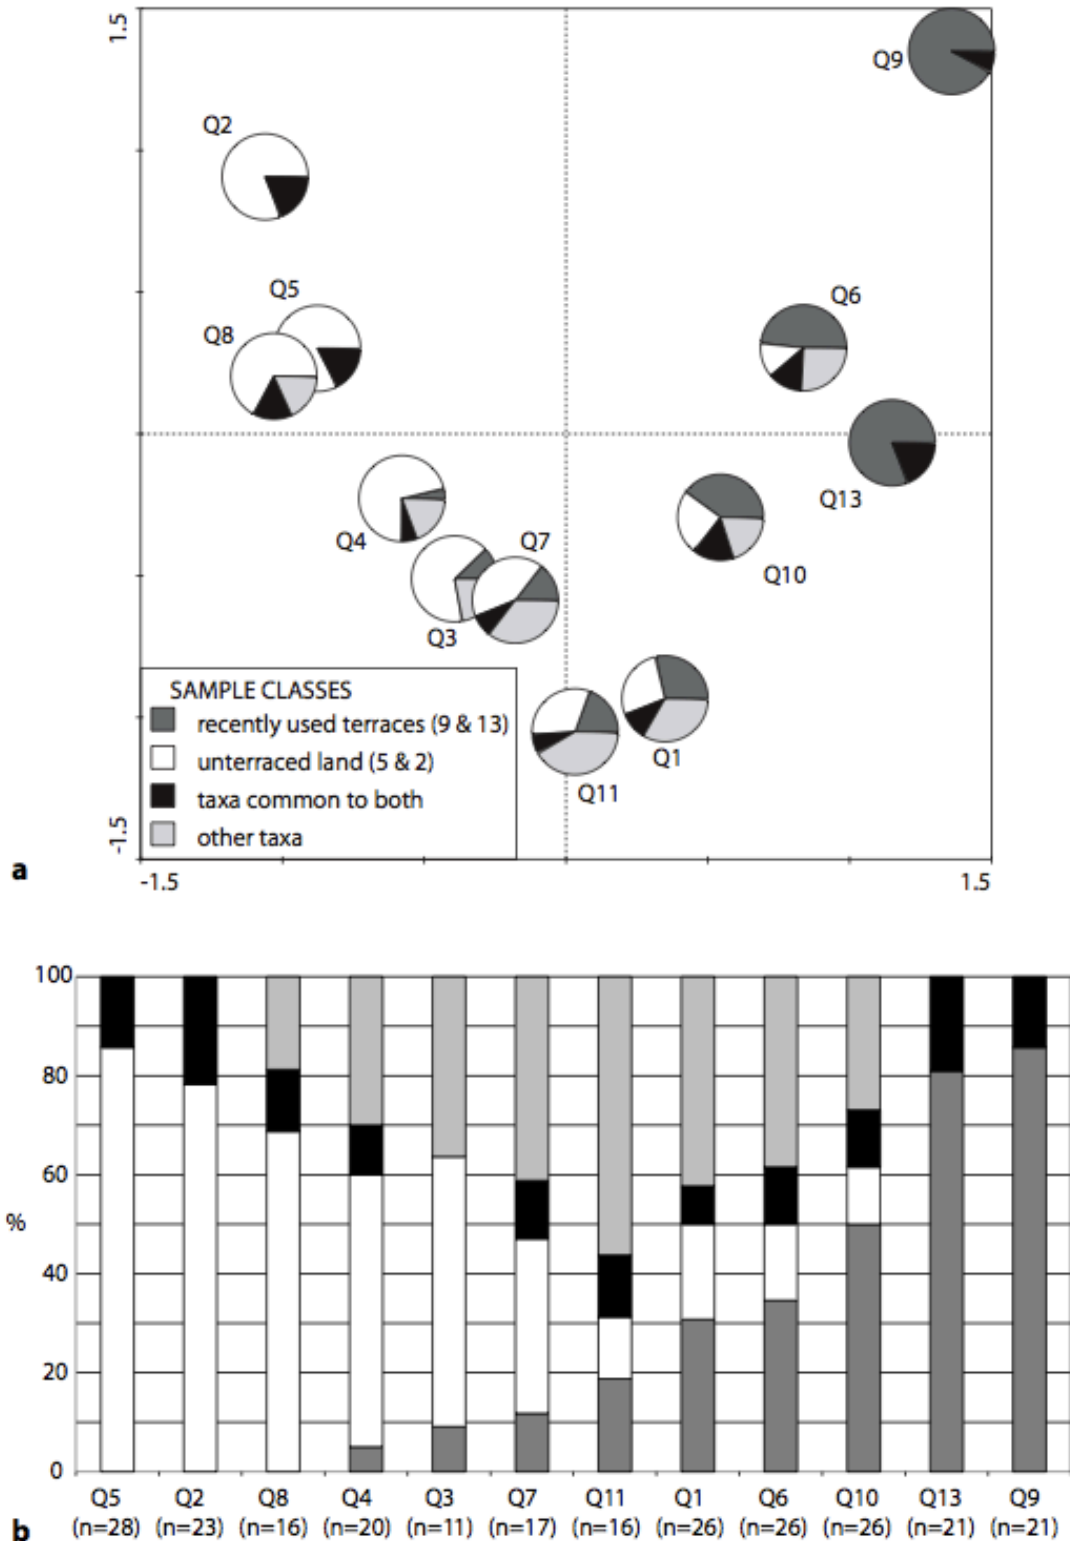 1.5
Q9
Q2
Q5
Q6
Q8
Q13
Q4
Q7
Q10
Q3
SAMPLE CLASSES
recently used terraces (9 & 13)
unterraced land (5 & 2)
Q1
taxa common to both
Q11
other taxa
-1.5
a
-1.5 1.5
100
80
60
%
40
20
0
Q5 Q2 Q8 Q4 Q3 Q7 Q11 Q1 Q6 Q10 Q13 Q9
b (n=28) (n=23) (n=16) (n=20) (n=11) (n=17) (n=16) (n=26) (n=26) (n=26) (n=21) (n=21)